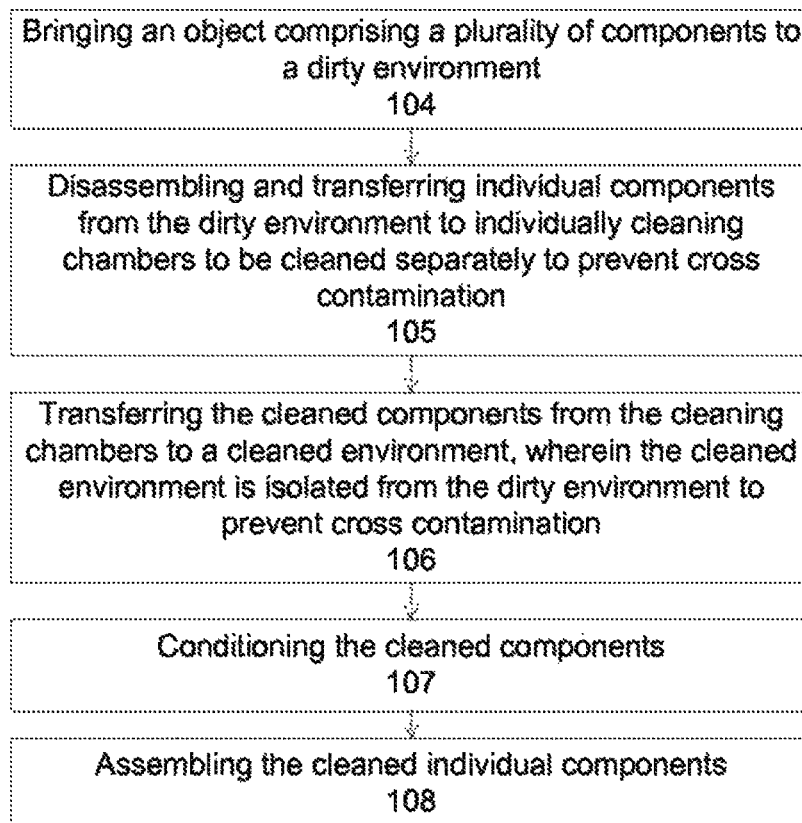 Bringing an object comprising a plurality of components to
a dirty environment
104
Disassembling and transferring individual components
from the dirty environment to individually cleaning
chambers to be cleaned separately to prevent cross
contamination
105
Transferring the cleaned components from the cleaning
chambers to a cleaned environment, wherein the cleaned
environment is isolated from the dirty environment to
prevent cross contamination
106
Conditioning the cleaned components
107
Assembling the cleaned individual components
108